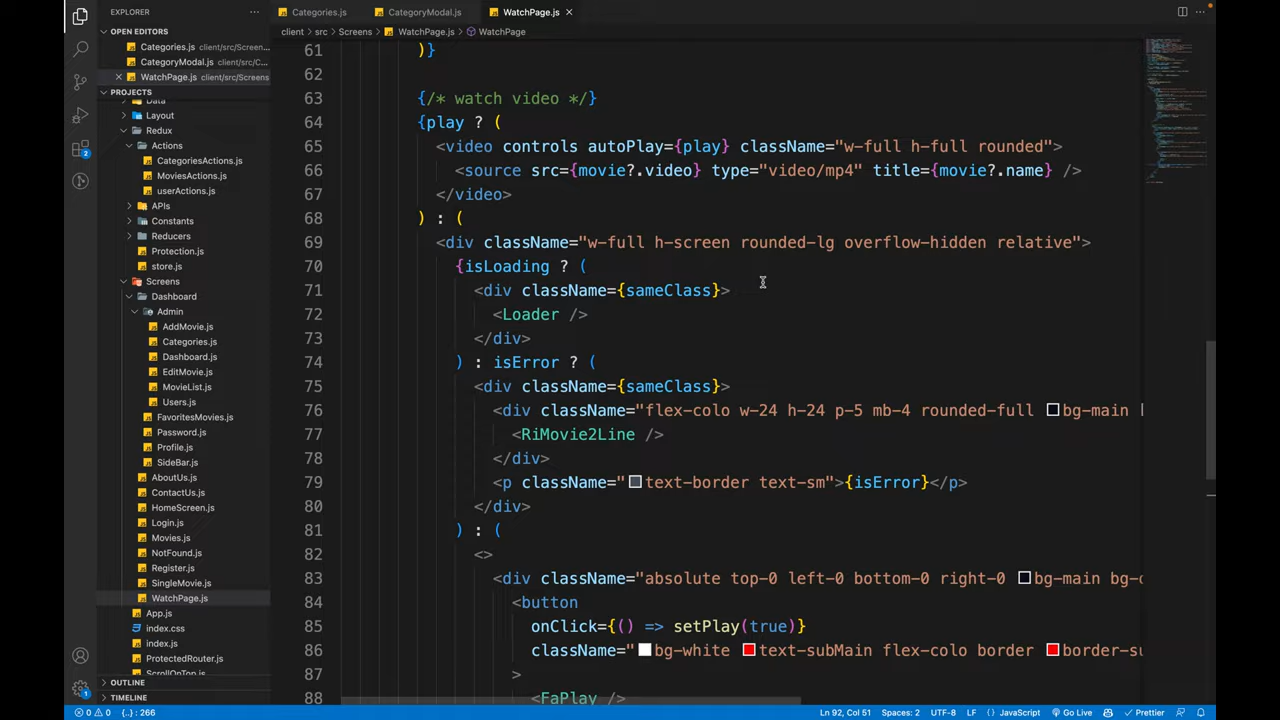 EXPLORER
OPEN EDITORS
Categories.js client/src/Screen...
CategoryModal.js client/src/C...
WatchPage.js client/src/Screens
PROJECTS
Data
Layout
Redux
Actions
CategoriesActions.js
MoviesActions.js
userActions.js
APIs
Constants
Reducers
Protection.js
store.js
Screens
Dashboard
Admin
AddMovie.js
Categories.js
Dashboard.js
EditMovie.js
MovieList.js
Users.js
FavoritesMovies.js
Password.js
Profile.js
SideBar.js
AboutUs.js
ContactUs.js
HomeScreen.js
Login.js
Movies.js
NotFound.js
Register.js
SingleMovie.js
WatchPage.js
App.js
index.css
index.js
ProtectedRouter.js
ScrollOnTop.js
OUTLINE
TIMELINE
2
1
Categories.js CategoryModal.js WatchPage.js
client src Screens WatchPage.js WatchPage
61 )}
62
63 {/* watch video */}
64 {play ? (
65 <video controls autoPlay={play} className="w-full h-full rounded">
66 <source src={movie?.video} type="video/mp4" title={movie?.name} />
67 </video>
68 ) : (
69 <div className="w-full h-screen rounded-lg overflow-hidden relative">
70 {isLoading ? (
71 <div className={sameClass}>
72 <Loader />
73 </div>
74 ) : isError ? (
75 <div className={sameClass}>
76 <div className="flex-colo w-24 h-24 p-5 mb-4 rounded-full bg-main
77 <RiMovie2Line />
78 </div>
79 <p className="text-border text-sm">{isError}</p>
80 </div>
81 ) : (
82 <>
83 <div className="absolute top-0 left-0 bottom-0 right-0 bg-main bg-o
84 <button
85 onClick={() => setPlay(true)}
86 className="bg-white text-subMain flex-colo border border-su
87 >
88 <FaPlay />
0 0 {..} : 266 Ln 92, Col 51 Spaces: 2 UTF-8 LF {} JavaScript Go Live Prettier